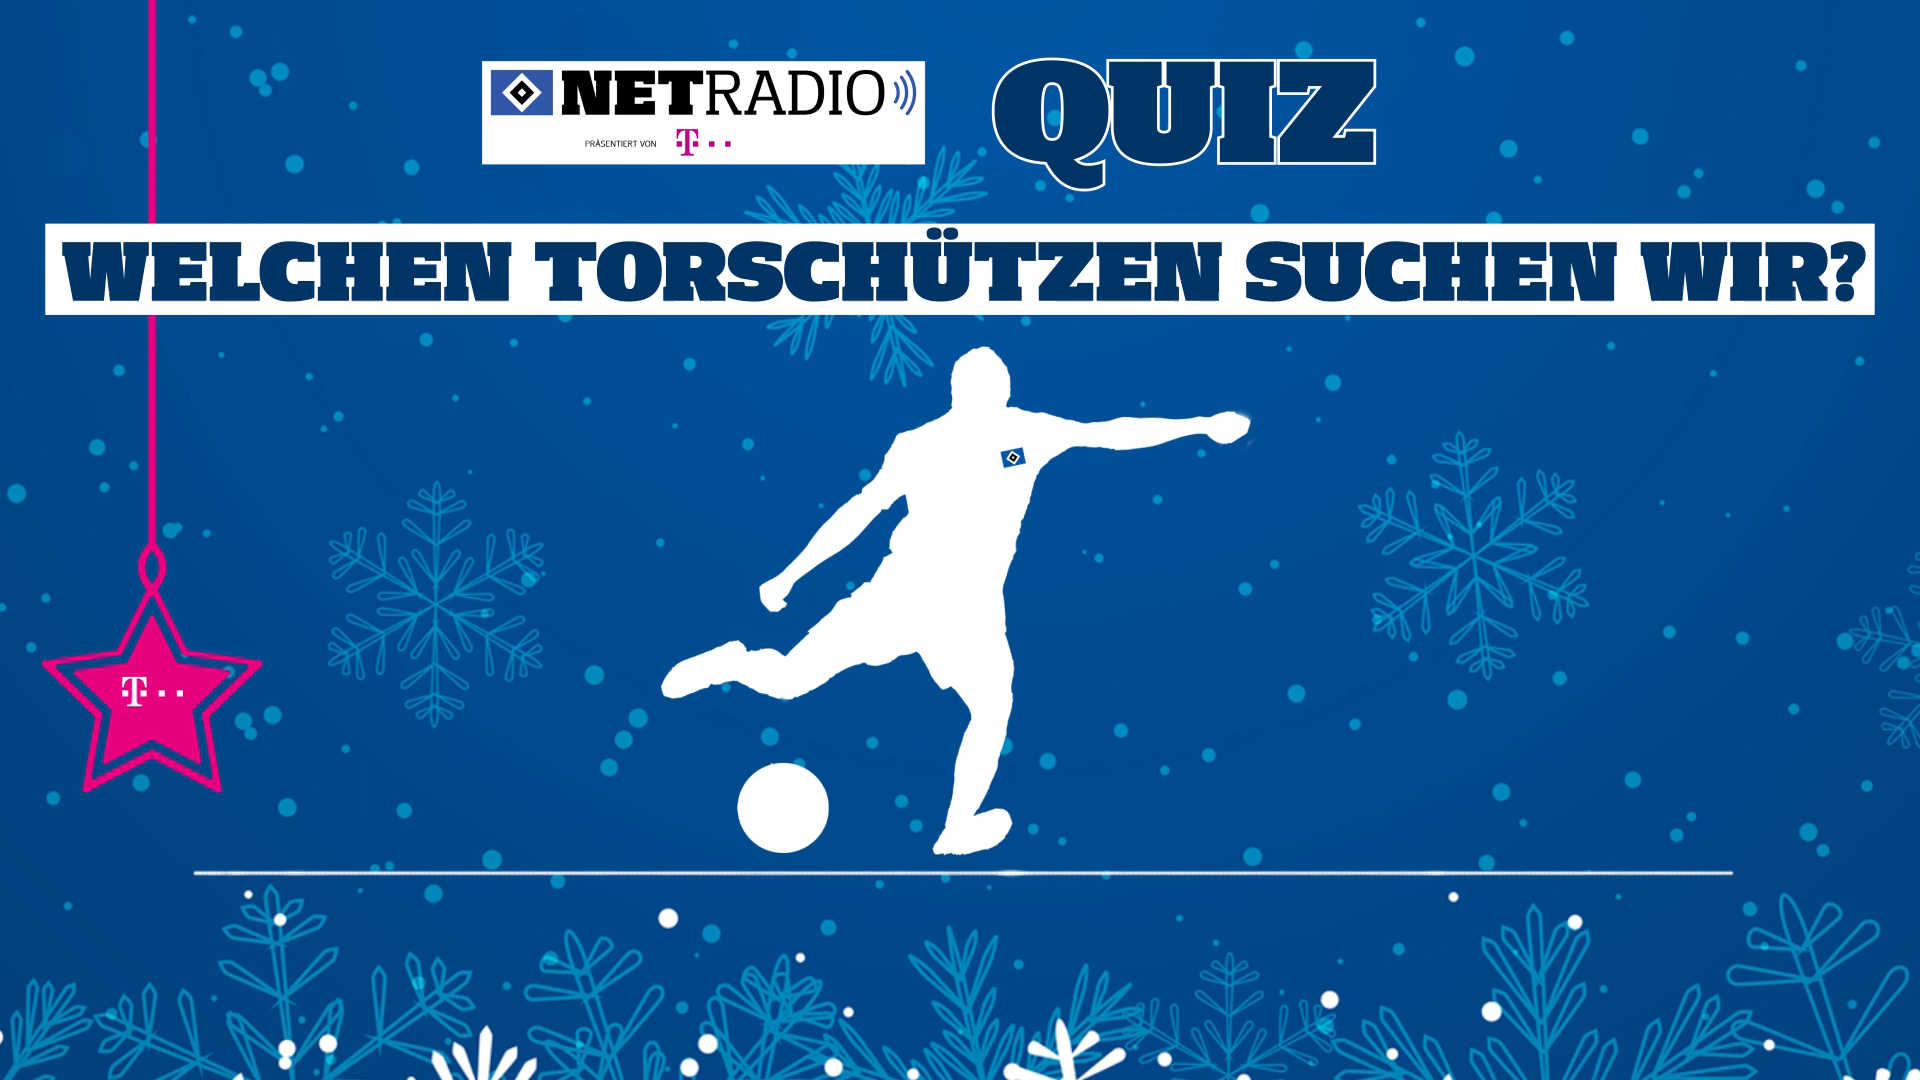 NETRADIO
PRÄSENTIERT VON T
QUIZ
WELCHEN TORSCHÜTZEN SUCHEN WIR?
T